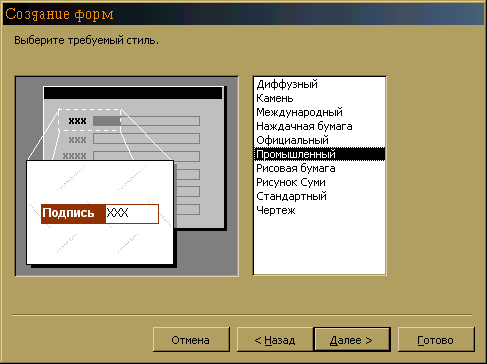 Создание форм
Выберите требуемый стиль.
xxx
xxx
xxxx
Подпись XXX
Диффузный
Камень
Международный
Наждачная бумага
Официальный
Промышленный
Рисовая бумага
Рисунок Суми
Стандартный
Чертеж
Отмена
< Назад
Далее >
Готово